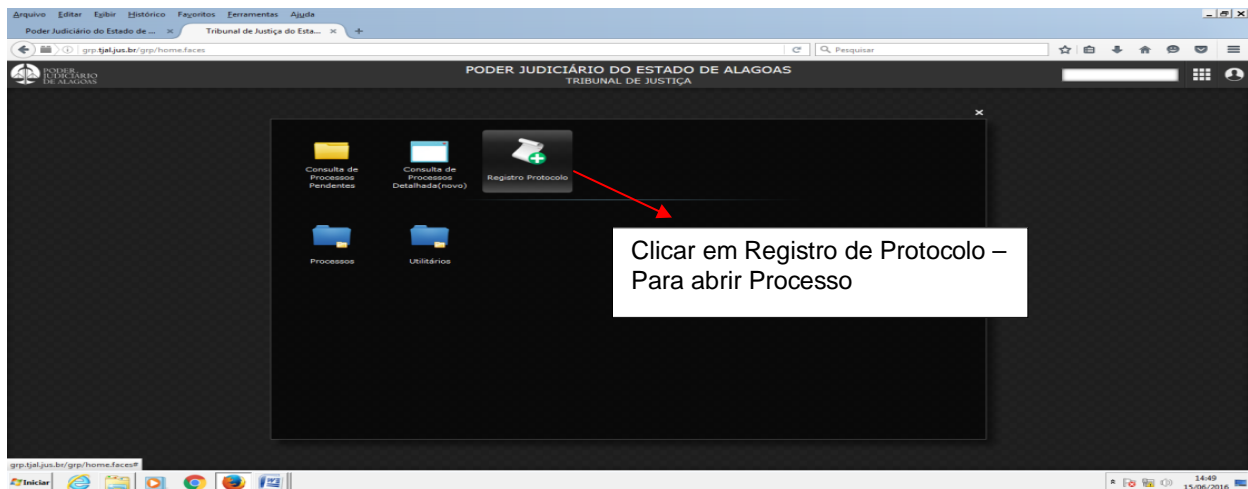 Arquivo Editar Exibir Histórico Favoritos Ferramentas Ajuda
Poder Judiciário do Estado de ... × Tribunal de Justiça do Esta... × +
grp.tjal.jus.br/grp/home.faces Pesquisar
PODER JUDICIÁRIO DE ALAGOAS
PODER JUDICIÁRIO DO ESTADO DE ALAGOAS
TRIBUNAL DE JUSTIÇA
×
Consulta de Processos Pendentes
Consulta de Processos Detalhada(novo)
Registro Protocolo
Processos
Utilitários
Clicar em Registro de Protocolo –
Para abrir Processo
grp.tjal.jus.br/grp/home.faces#
Iniciar
14:49
15/06/2016